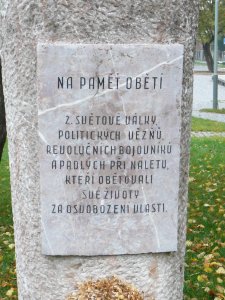 NA PAMĚŤ OBĚTÍ
2. SVĚTOVÉ VÁLKY,
POLITICKÝCH VĚZŇŮ,
REVOLUČNÍCH BOJOVNÍKŮ
A PADLÝCH PŘI NÁLETU,
KTEŘÍ OBĚTOVALI
SVÉ ŽIVOTY
ZA OSVOBOZENÍ VLASTI.